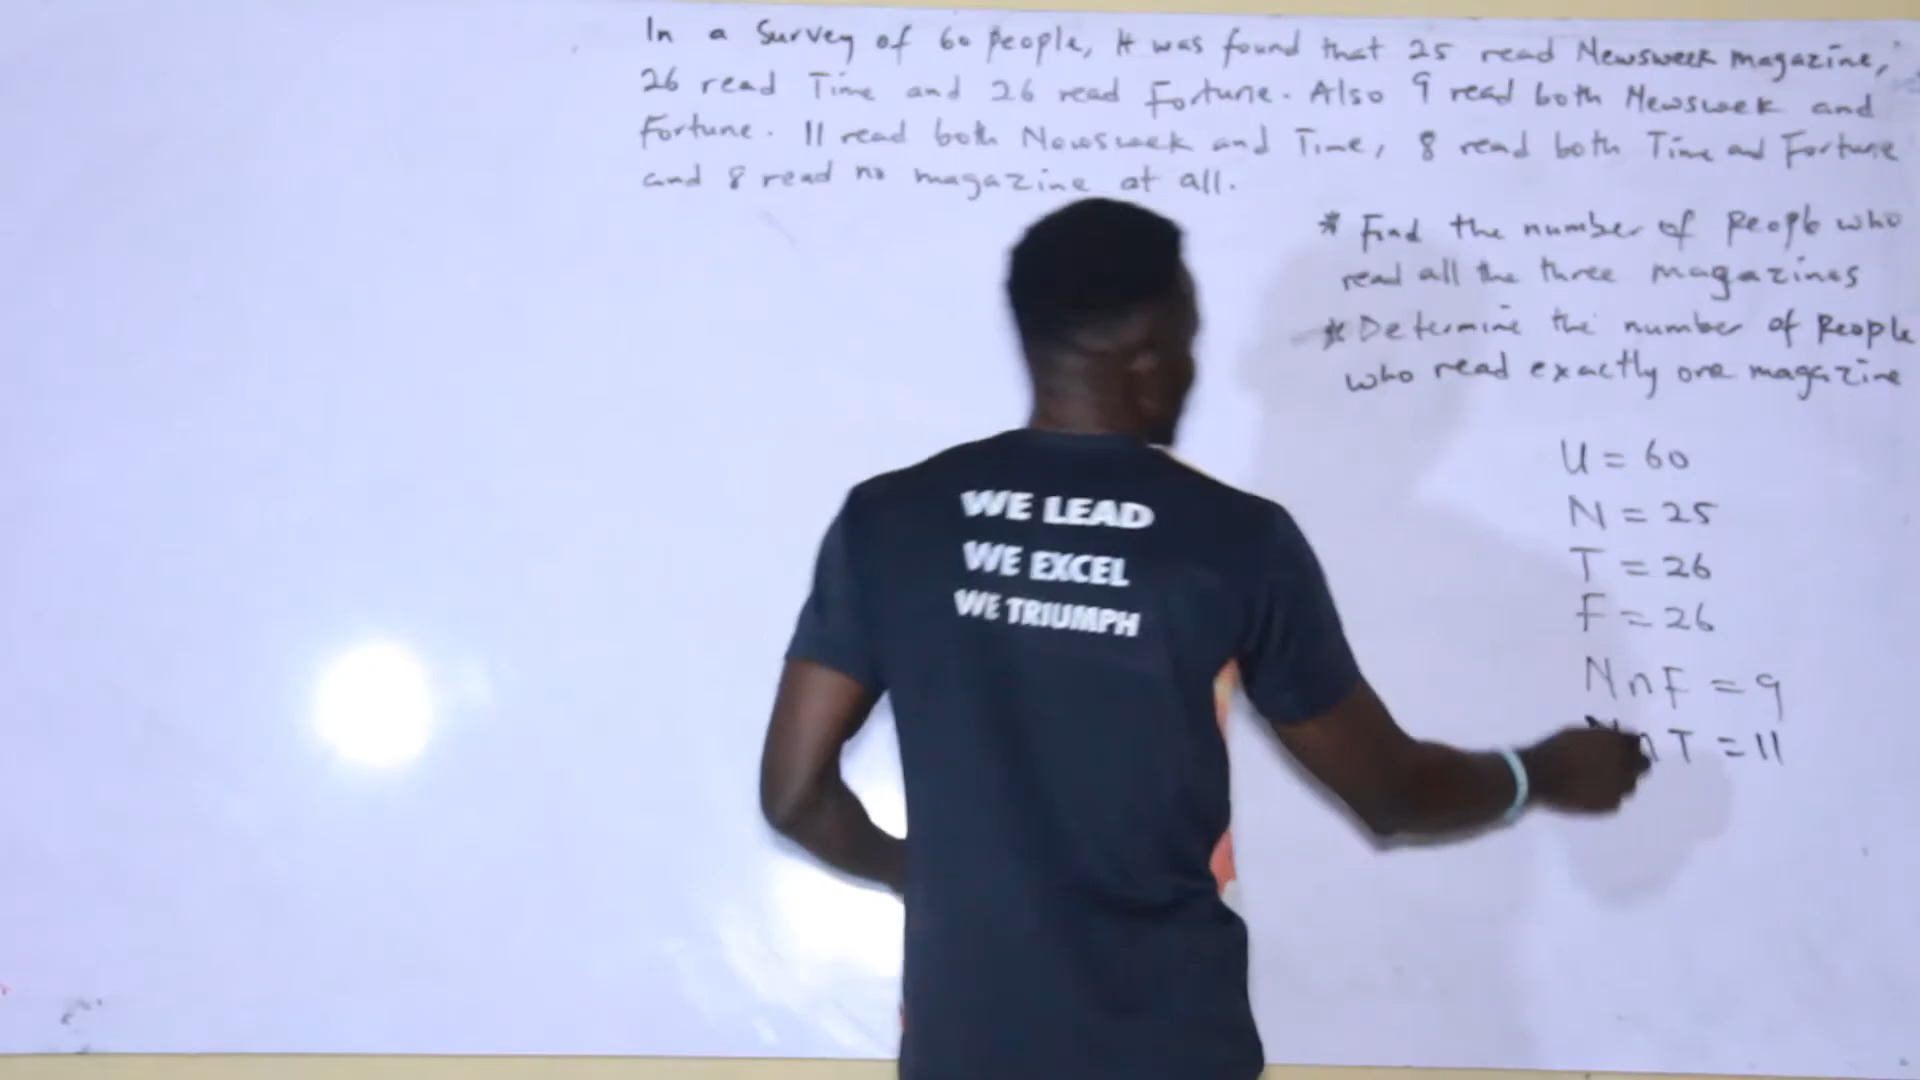 In a Survey of 60 people, it was found that 25 read Newsweek magazine,
26 read Time and 26 read Fortune. Also 9 read both Newsweek and
Fortune. 11 read both Newsweek and Time, 8 read both Time and Fortune
and 8 read no magazine at all.
* Find the number of People who
read all the three magazines
* Determine the number of People
who read exactly one magazine
U = 60
N = 25
T = 26
F = 26
N∩F = 9
N∩T = 11
WE LEAD
WE EXCEL
WE TRIUMPH